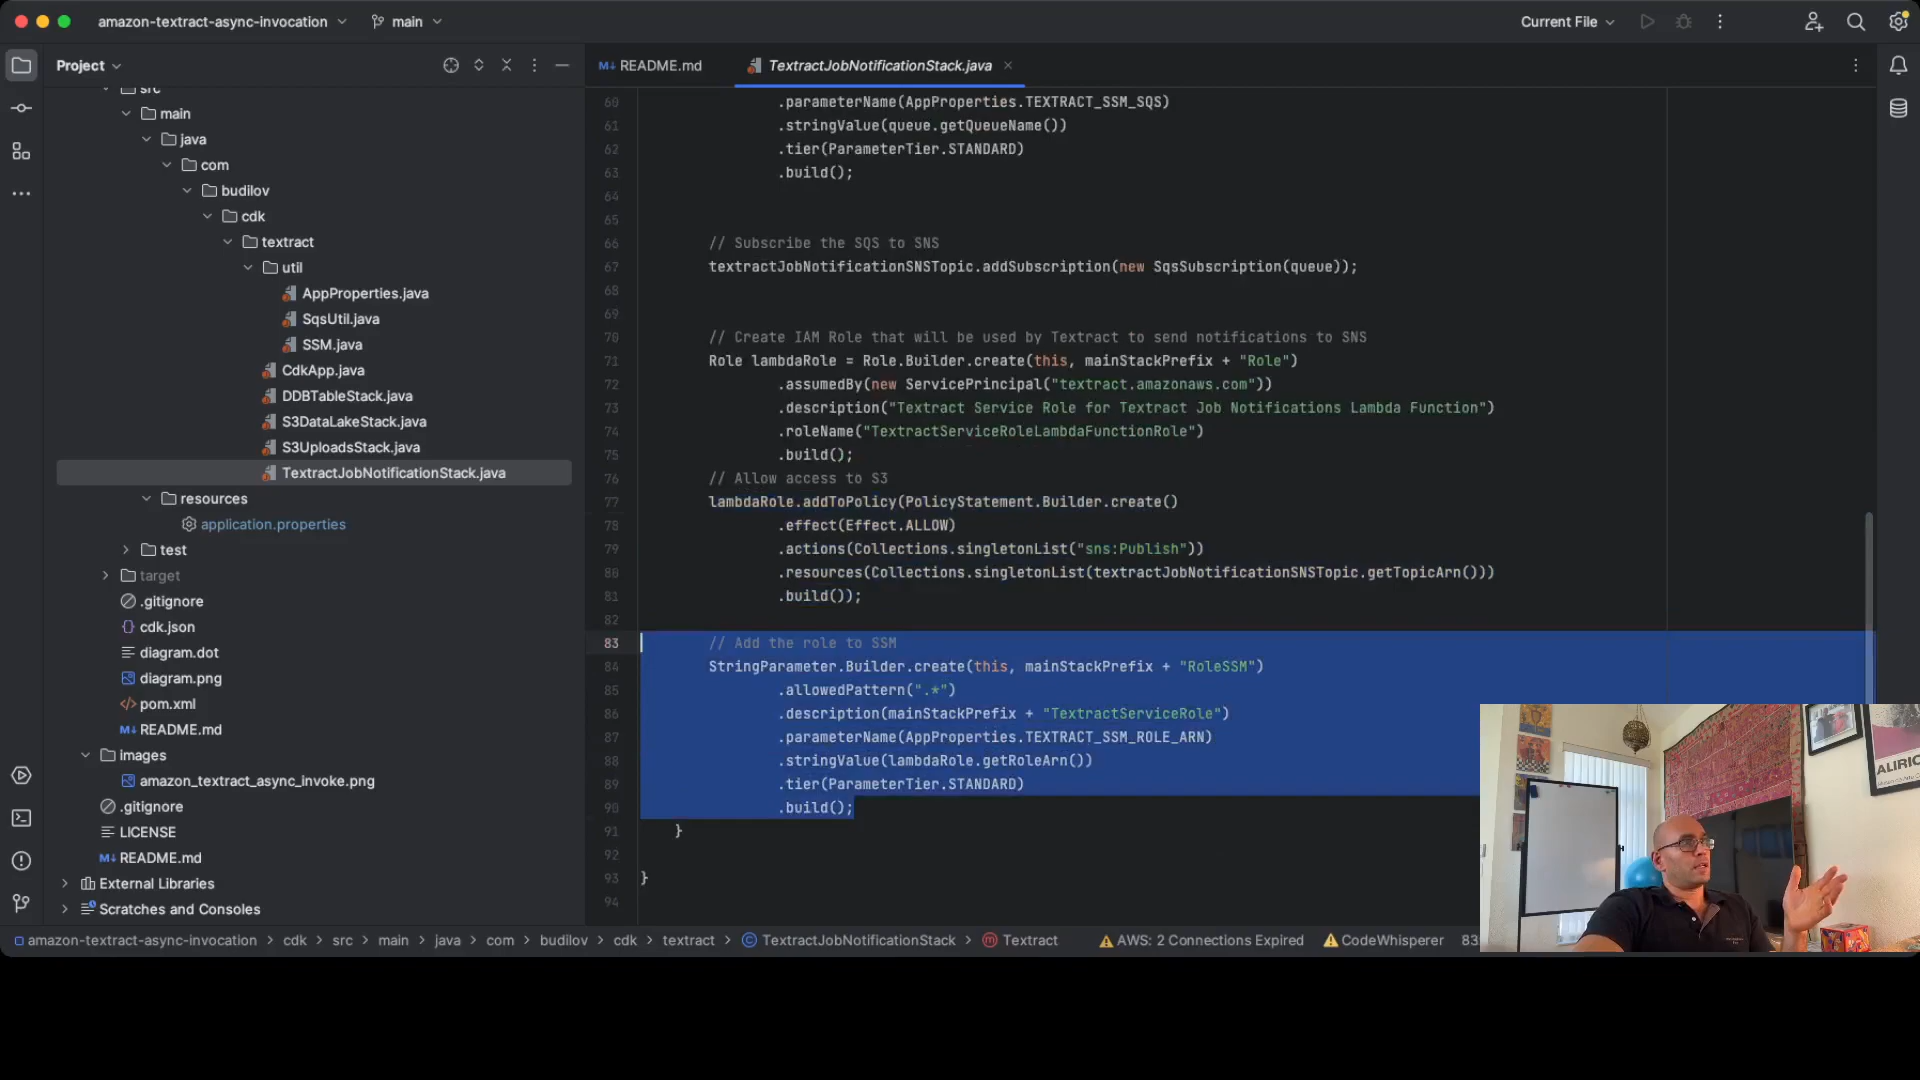 amazon-textract-async-invocation
main
Current File
Project
README.md
TextractJobNotificationStack.java
src
main
java
com
budilov
cdk
textract
util
AppProperties.java
SqsUtil.java
SSM.java
CdkApp.java
DDBTableStack.java
S3DataLakeStack.java
S3UploadsStack.java
TextractJobNotificationStack.java
resources
application.properties
test
target
.gitignore
cdk.json
diagram.dot
diagram.png
pom.xml
README.md
images
amazon_textract_async_invoke.png
.gitignore
LICENSE
README.md
External Libraries
Scratches and Consoles
60 .parameterName(AppProperties.TEXTRACT_SSM_SQS)
61 .stringValue(queue.getQueueName())
62 .tier(ParameterTier.STANDARD)
63 .build();
64
65
66 // Subscribe the SQS to SNS
67 textractJobNotificationSNSTopic.addSubscription(new SqsSubscription(queue));
68
69
70 // Create IAM Role that will be used by Textract to send notifications to SNS
71 Role lambdaRole = Role.Builder.create(this, mainStackPrefix + "Role")
72 .assumedBy(new ServicePrincipal("textract.amazonaws.com"))
73 .description("Textract Service Role for Textract Job Notifications Lambda Function")
74 .roleName("TextractServiceRoleLambdaFunctionRole")
75 .build();
76 // Allow access to S3
77 lambdaRole.addToPolicy(PolicyStatement.Builder.create()
78 .effect(Effect.ALLOW)
79 .actions(Collections.singletonList("sns:Publish"))
80 .resources(Collections.singletonList(textractJobNotificationSNSTopic.getTopicArn()))
81 .build());
82
83 // Add the role to SSM
84 StringParameter.Builder.create(this, mainStackPrefix + "RoleSSM")
85 .allowedPattern(".*")
86 .description(mainStackPrefix + "TextractServiceRole")
87 .parameterName(AppProperties.TEXTRACT_SSM_ROLE_ARN)
88 .stringValue(lambdaRole.getRoleArn())
89 .tier(ParameterTier.STANDARD)
90 .build();
91 }
92
93 }
94
ALIRIO
amazon-textract-async-invocation > cdk > src > main > java > com > budilov > cdk > textract > TextractJobNotificationStack > Textract
AWS: 2 Connections Expired
CodeWhisperer